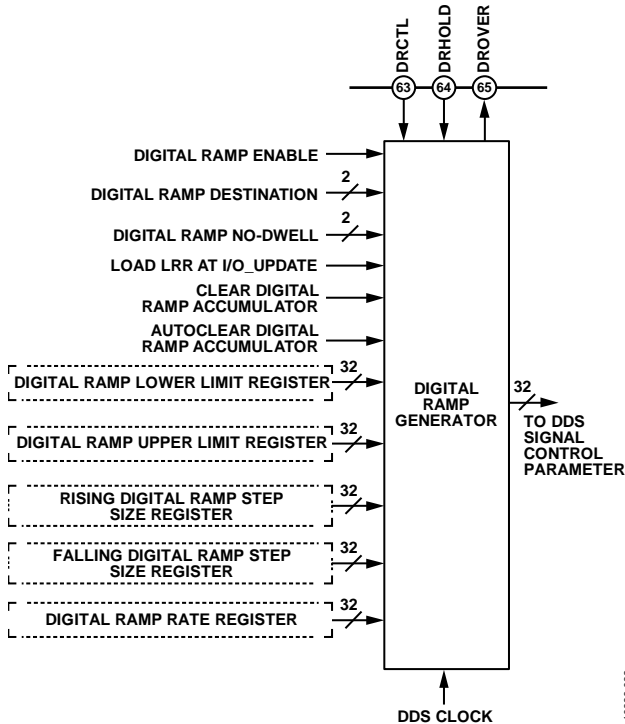 DRCTL
DRHOLD
DROVER
63
64
65
DIGITAL RAMP ENABLE
2
DIGITAL RAMP DESTINATION
2
DIGITAL RAMP NO-DWELL
LOAD LRR AT I/O_UPDATE
CLEAR DIGITAL
RAMP ACCUMULATOR
AUTOCLEAR DIGITAL
RAMP ACCUMULATOR
32
DIGITAL RAMP LOWER LIMIT REGISTER
32
DIGITAL RAMP UPPER LIMIT REGISTER
32
RISING DIGITAL RAMP STEP
SIZE REGISTER
32
FALLING DIGITAL RAMP STEP
SIZE REGISTER
32
DIGITAL RAMP RATE REGISTER
DIGITAL
RAMP
GENERATOR
32
TO DDS
SIGNAL
CONTROL
PARAMETER
DDS CLOCK